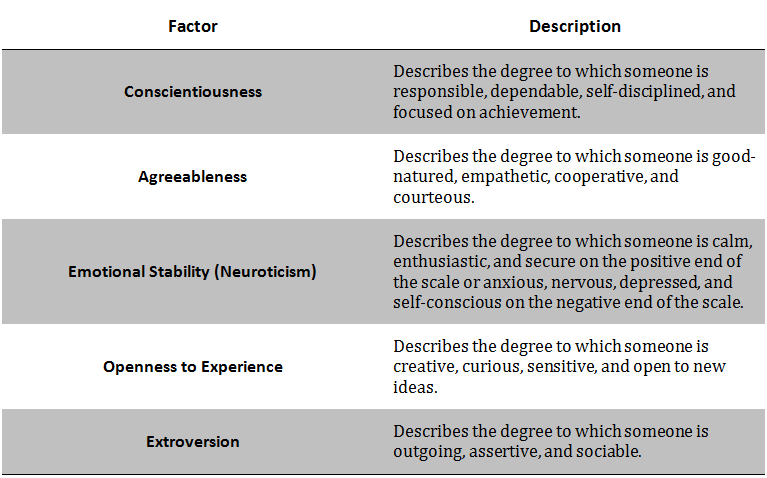 Factor Description
Conscientiousness
Describes the degree to which someone is
responsible, dependable, self-disciplined, and
focused on achievement.
Agreeableness
Describes the degree to which someone is good-
natured, empathetic, cooperative, and
courteous.
Emotional Stability (Neuroticism)
Describes the degree to which someone is calm,
enthusiastic, and secure on the positive end of
the scale or anxious, nervous, depressed, and
self-conscious on the negative end of the scale.
Openness to Experience
Describes the degree to which someone is
creative, curious, sensitive, and open to new
ideas.
Extroversion
Describes the degree to which someone is
outgoing, assertive, and sociable.